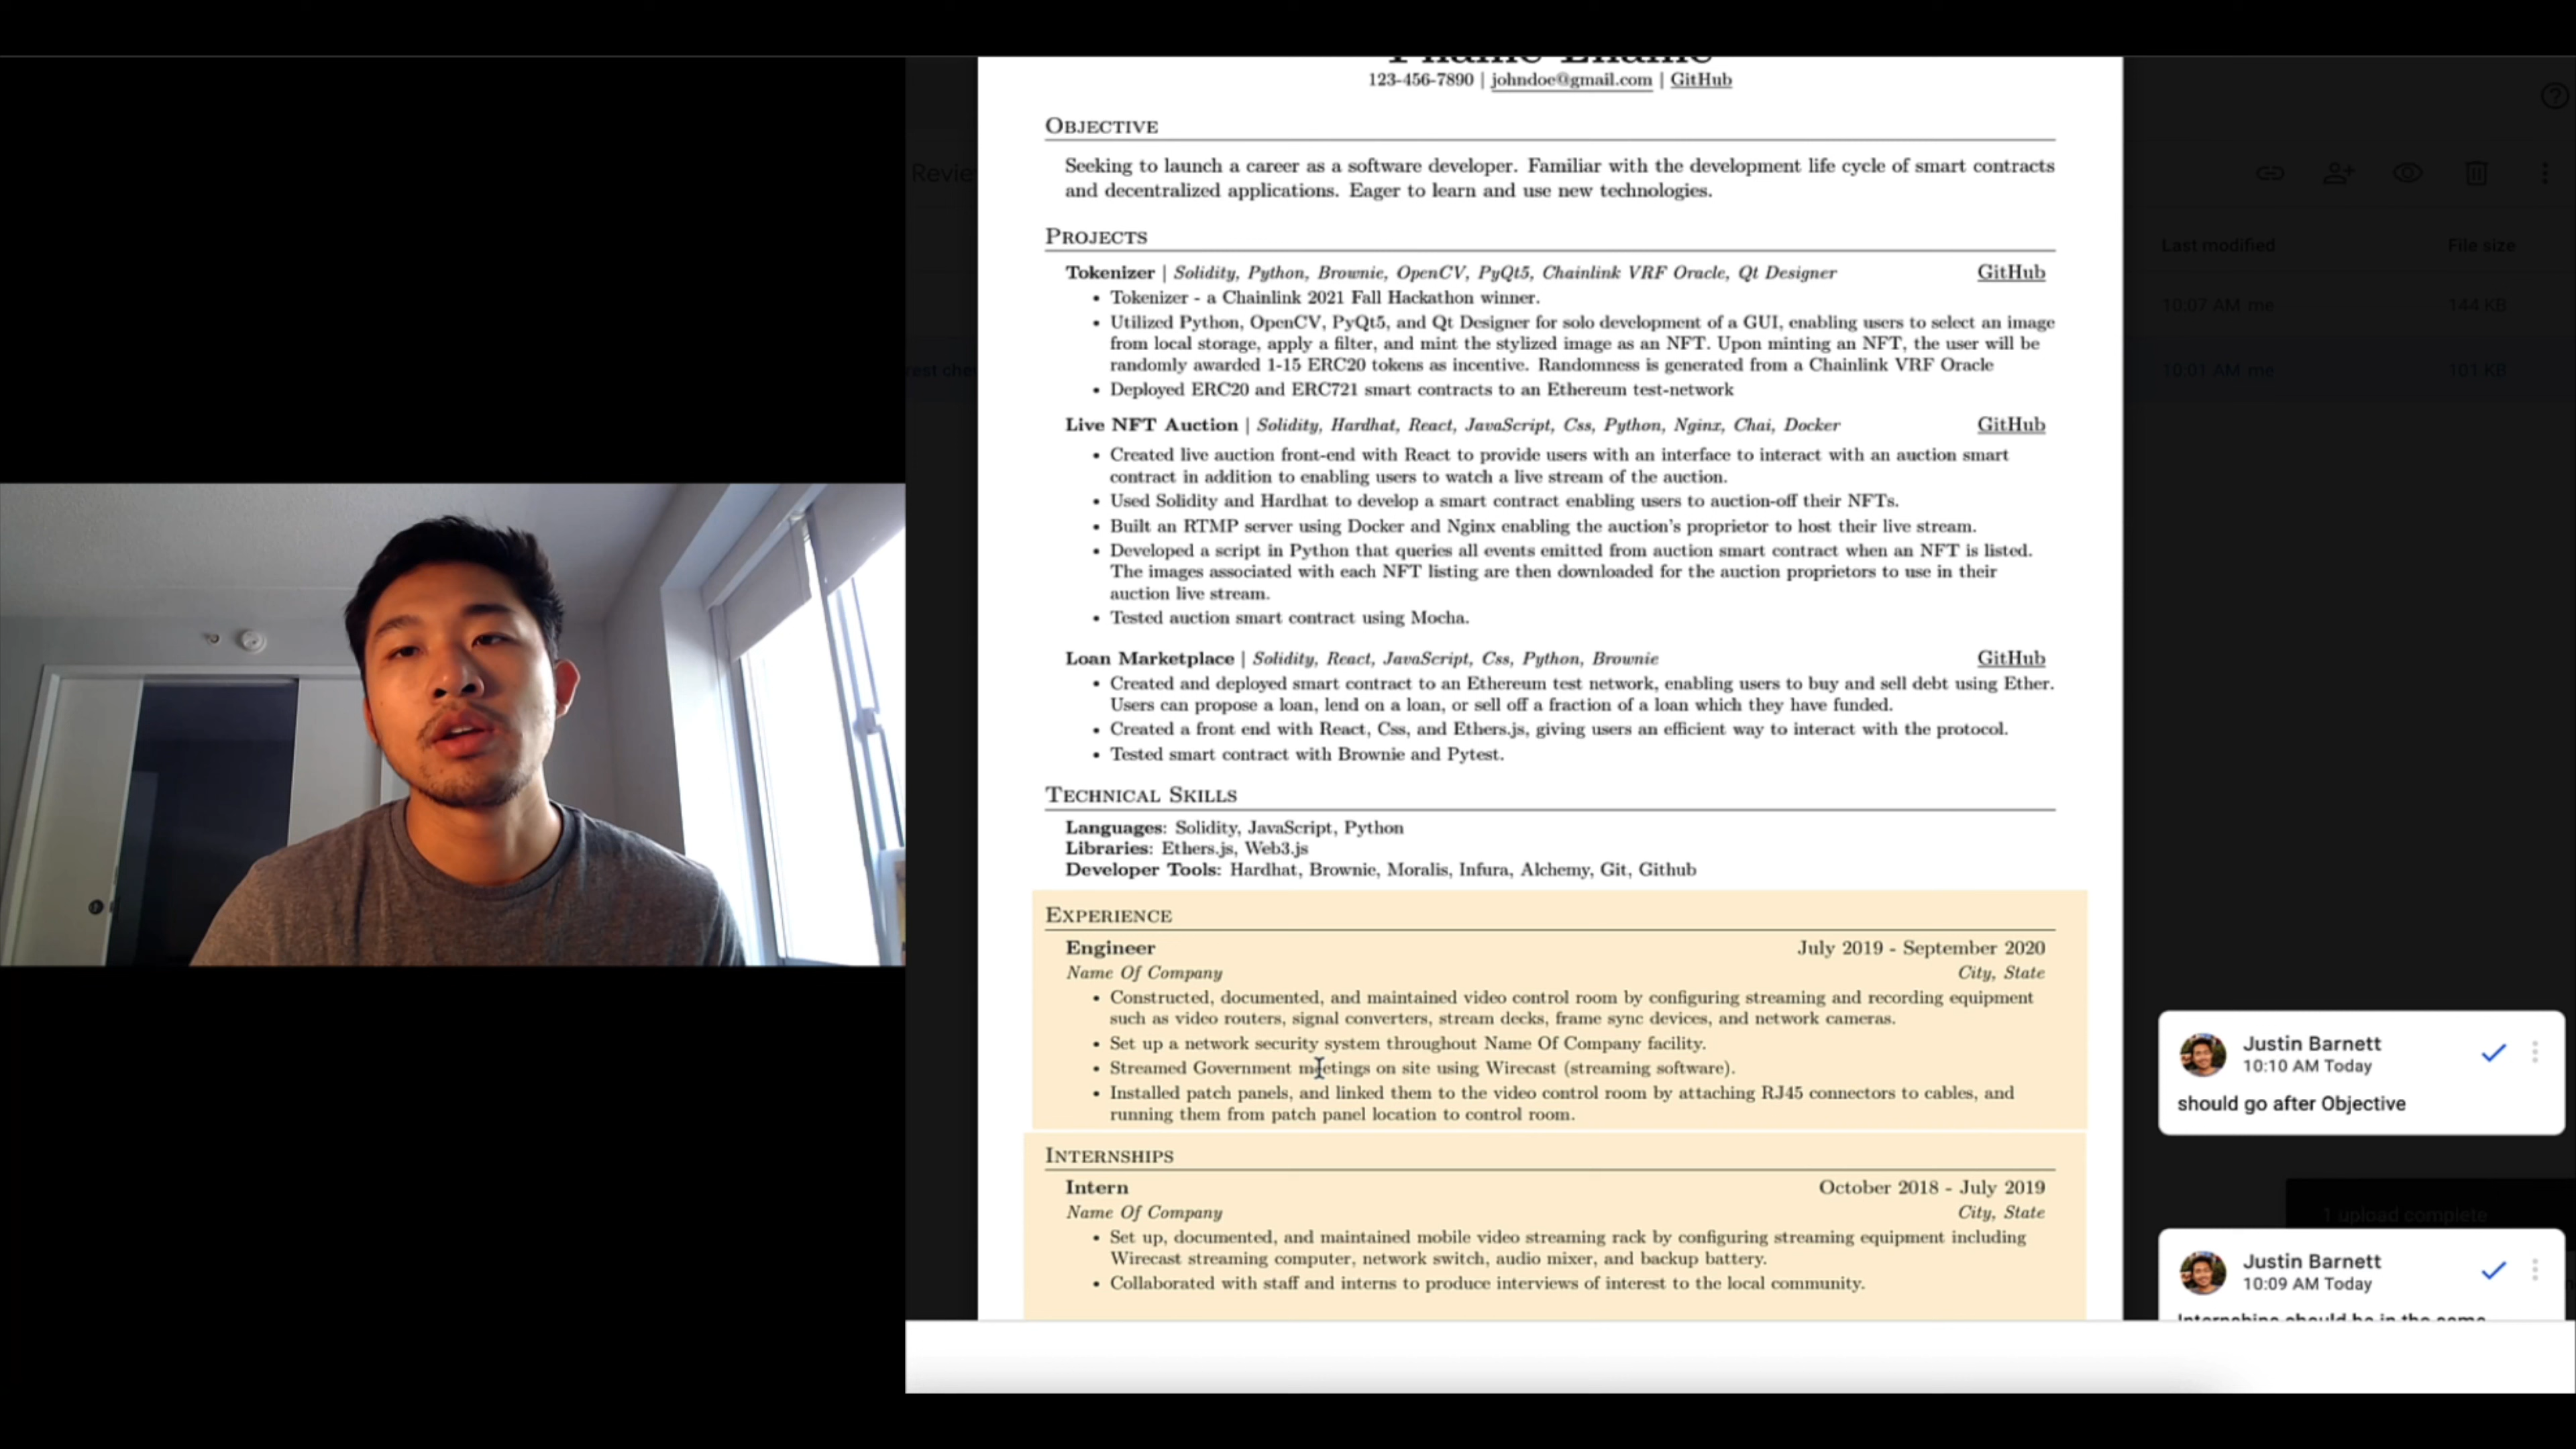 123-456-7890 | johndoe@gmail.com | GitHub
OBJECTIVE
Seeking to launch a career as a software developer. Familiar with the development life cycle of smart contracts
and decentralized applications. Eager to learn and use new technologies.
PROJECTS
Tokenizer | Solidity, Python, Brownie, OpenCV, PyQt5, Chainlink VRF Oracle, Qt Designer GitHub
• Tokenizer - a Chainlink 2021 Fall Hackathon winner.
• Utilized Python, OpenCV, PyQt5, and Qt Designer for solo development of a GUI, enabling users to select an image
from local storage, apply a filter, and mint the stylized image as an NFT. Upon minting an NFT, the user will be
randomly awarded 1-15 ERC20 tokens as incentive. Randomness is generated from a Chainlink VRF Oracle
• Deployed ERC20 and ERC721 smart contracts to an Ethereum test-network
Live NFT Auction | Solidity, Hardhat, React, JavaScript, Css, Python, Nginx, Chai, Docker GitHub
• Created live auction front-end with React to provide users with an interface to interact with an auction smart
contract in addition to enabling users to watch a live stream of the auction.
• Used Solidity and Hardhat to develop a smart contract enabling users to auction-off their NFTs.
• Built an RTMP server using Docker and Nginx enabling the auction's proprietor to host their live stream.
• Developed a script in Python that queries all events emitted from auction smart contract when an NFT is listed.
The images associated with each NFT listing are then downloaded for the auction proprietors to use in their
auction live stream.
• Tested auction smart contract using Mocha.
Loan Marketplace | Solidity, React, JavaScript, Css, Python, Brownie GitHub
• Created and deployed smart contract to an Ethereum test network, enabling users to buy and sell debt using Ether.
Users can propose a loan, lend on a loan, or sell off a fraction of a loan which they have funded.
• Created a front end with React, Css, and Ethers.js, giving users an efficient way to interact with the protocol.
• Tested smart contract with Brownie and Pytest.
TECHNICAL SKILLS
Languages: Solidity, JavaScript, Python
Libraries: Ethers.js, Web3.js
Developer Tools: Hardhat, Brownie, Moralis, Infura, Alchemy, Git, Github
EXPERIENCE
Engineer July 2019 - September 2020
Name Of Company City, State
• Constructed, documented, and maintained video control room by configuring streaming and recording equipment
such as video routers, signal converters, stream decks, frame sync devices, and network cameras.
• Set up a network security system throughout Name Of Company facility.
• Streamed Government meetings on site using Wirecast (streaming software).
• Installed patch panels, and linked them to the video control room by attaching RJ45 connectors to cables, and
running them from patch panel location to control room.
INTERNSHIPS
Intern October 2018 - July 2019
Name Of Company City, State
• Set up, documented, and maintained mobile video streaming rack by configuring streaming equipment including
Wirecast streaming computer, network switch, audio mixer, and backup battery.
• Collaborated with staff and interns to produce interviews of interest to the local community.
Last modified File size
10:07 AM me 144 KB
10:01 AM me 101 KB
Justin Barnett
10:10 AM Today
should go after Objective
1 upload complete
Justin Barnett
10:09 AM Today
Internships should be in the same